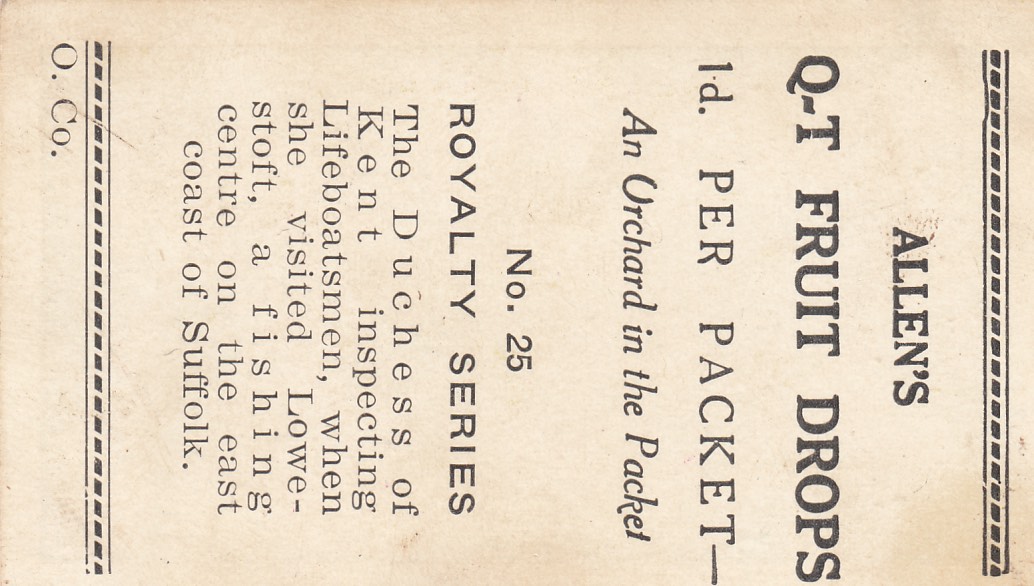 ALLEN'S
Q-T FRUIT DROPS
1d. PER PACKET—
An Orchard in the Packet
No. 25
ROYALTY SERIES
The Duchess of
Kent inspecting
Lifeboatsmen, when
she visited Lowe-
stoft, a fishing
centre on the east
coast of Suffolk.
O. Co.